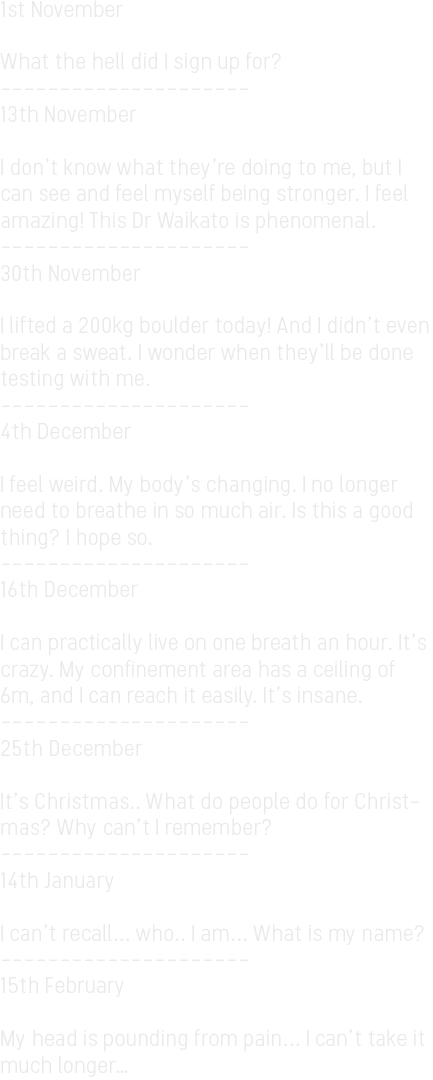 1st November
What the hell did I sign up for?
---------------------
13th November
I don't know what they're doing to me, but I
can see and feel myself being stronger. I feel
amazing! This Dr Waikato is phenomenal.
---------------------
30th November
I lifted a 200kg boulder today! And I didn't even
break a sweat. I wonder when they'll be done
testing with me.
---------------------
4th December
I feel weird. My body's changing. I no longer
need to breathe in so much air. Is this a good
thing? I hope so.
---------------------
16th December
I can practically live on one breath an hour. It's
crazy. My confinement area has a ceiling of
6m, and I can reach it easily. It's insane.
---------------------
25th December
It's Christmas.. What do people do for Christ-
mas? Why can't I remember?
---------------------
14th January
I can't recall... who.. I am... What is my name?
---------------------
15th February
My head is pounding from pain... I can't take it
much longer...